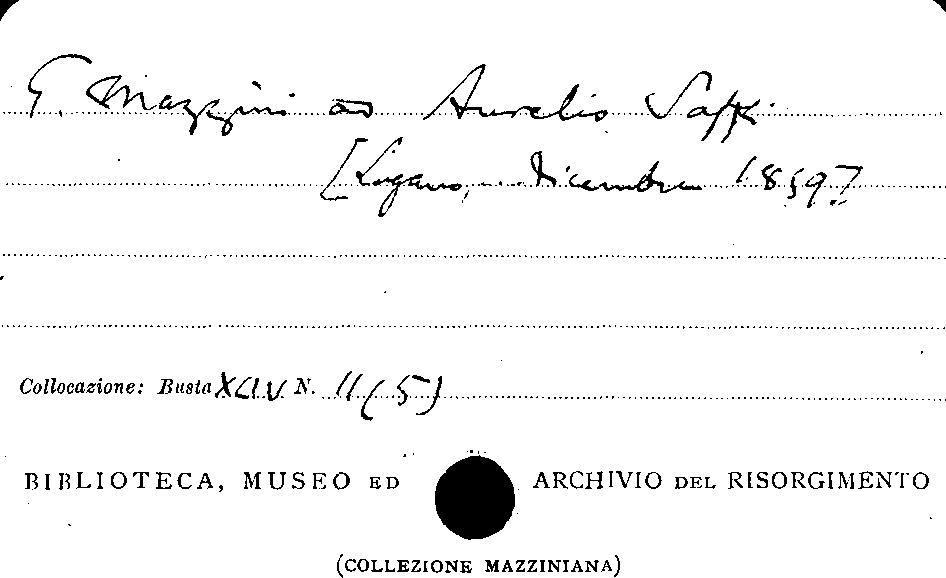 G. Mazzini ad Aurelio Saffi
[Lugano, ... Dicembre 1859]
Collocazione: Busta XCIV N. 11(5)
BIBLIOTECA, MUSEO ED ARCHIVIO DEL RISORGIMENTO
(COLLEZIONE MAZZINIANA)